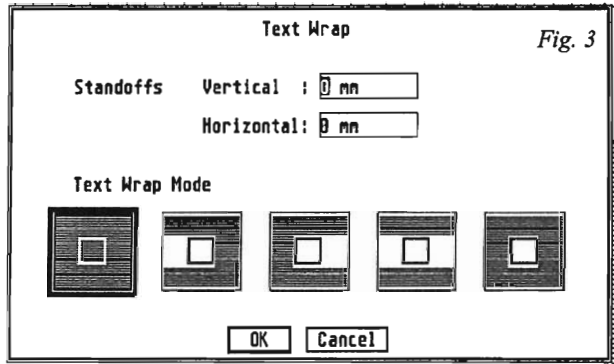 Text Wrap
Fig. 3
Standoffs Vertical : 0 mm
Horizontal: 0 mm
Text Wrap Mode
OK Cancel